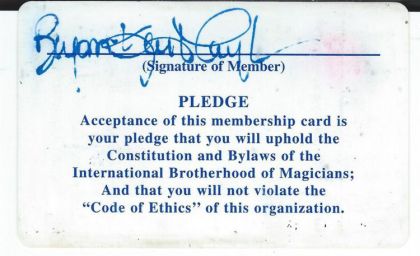 (Signature of Member)
PLEDGE
Acceptance of this membership card is
your pledge that you will uphold the
Constitution and Bylaws of the
International Brotherhood of Magicians;
And that you will not violate the
“Code of Ethics” of this organization.